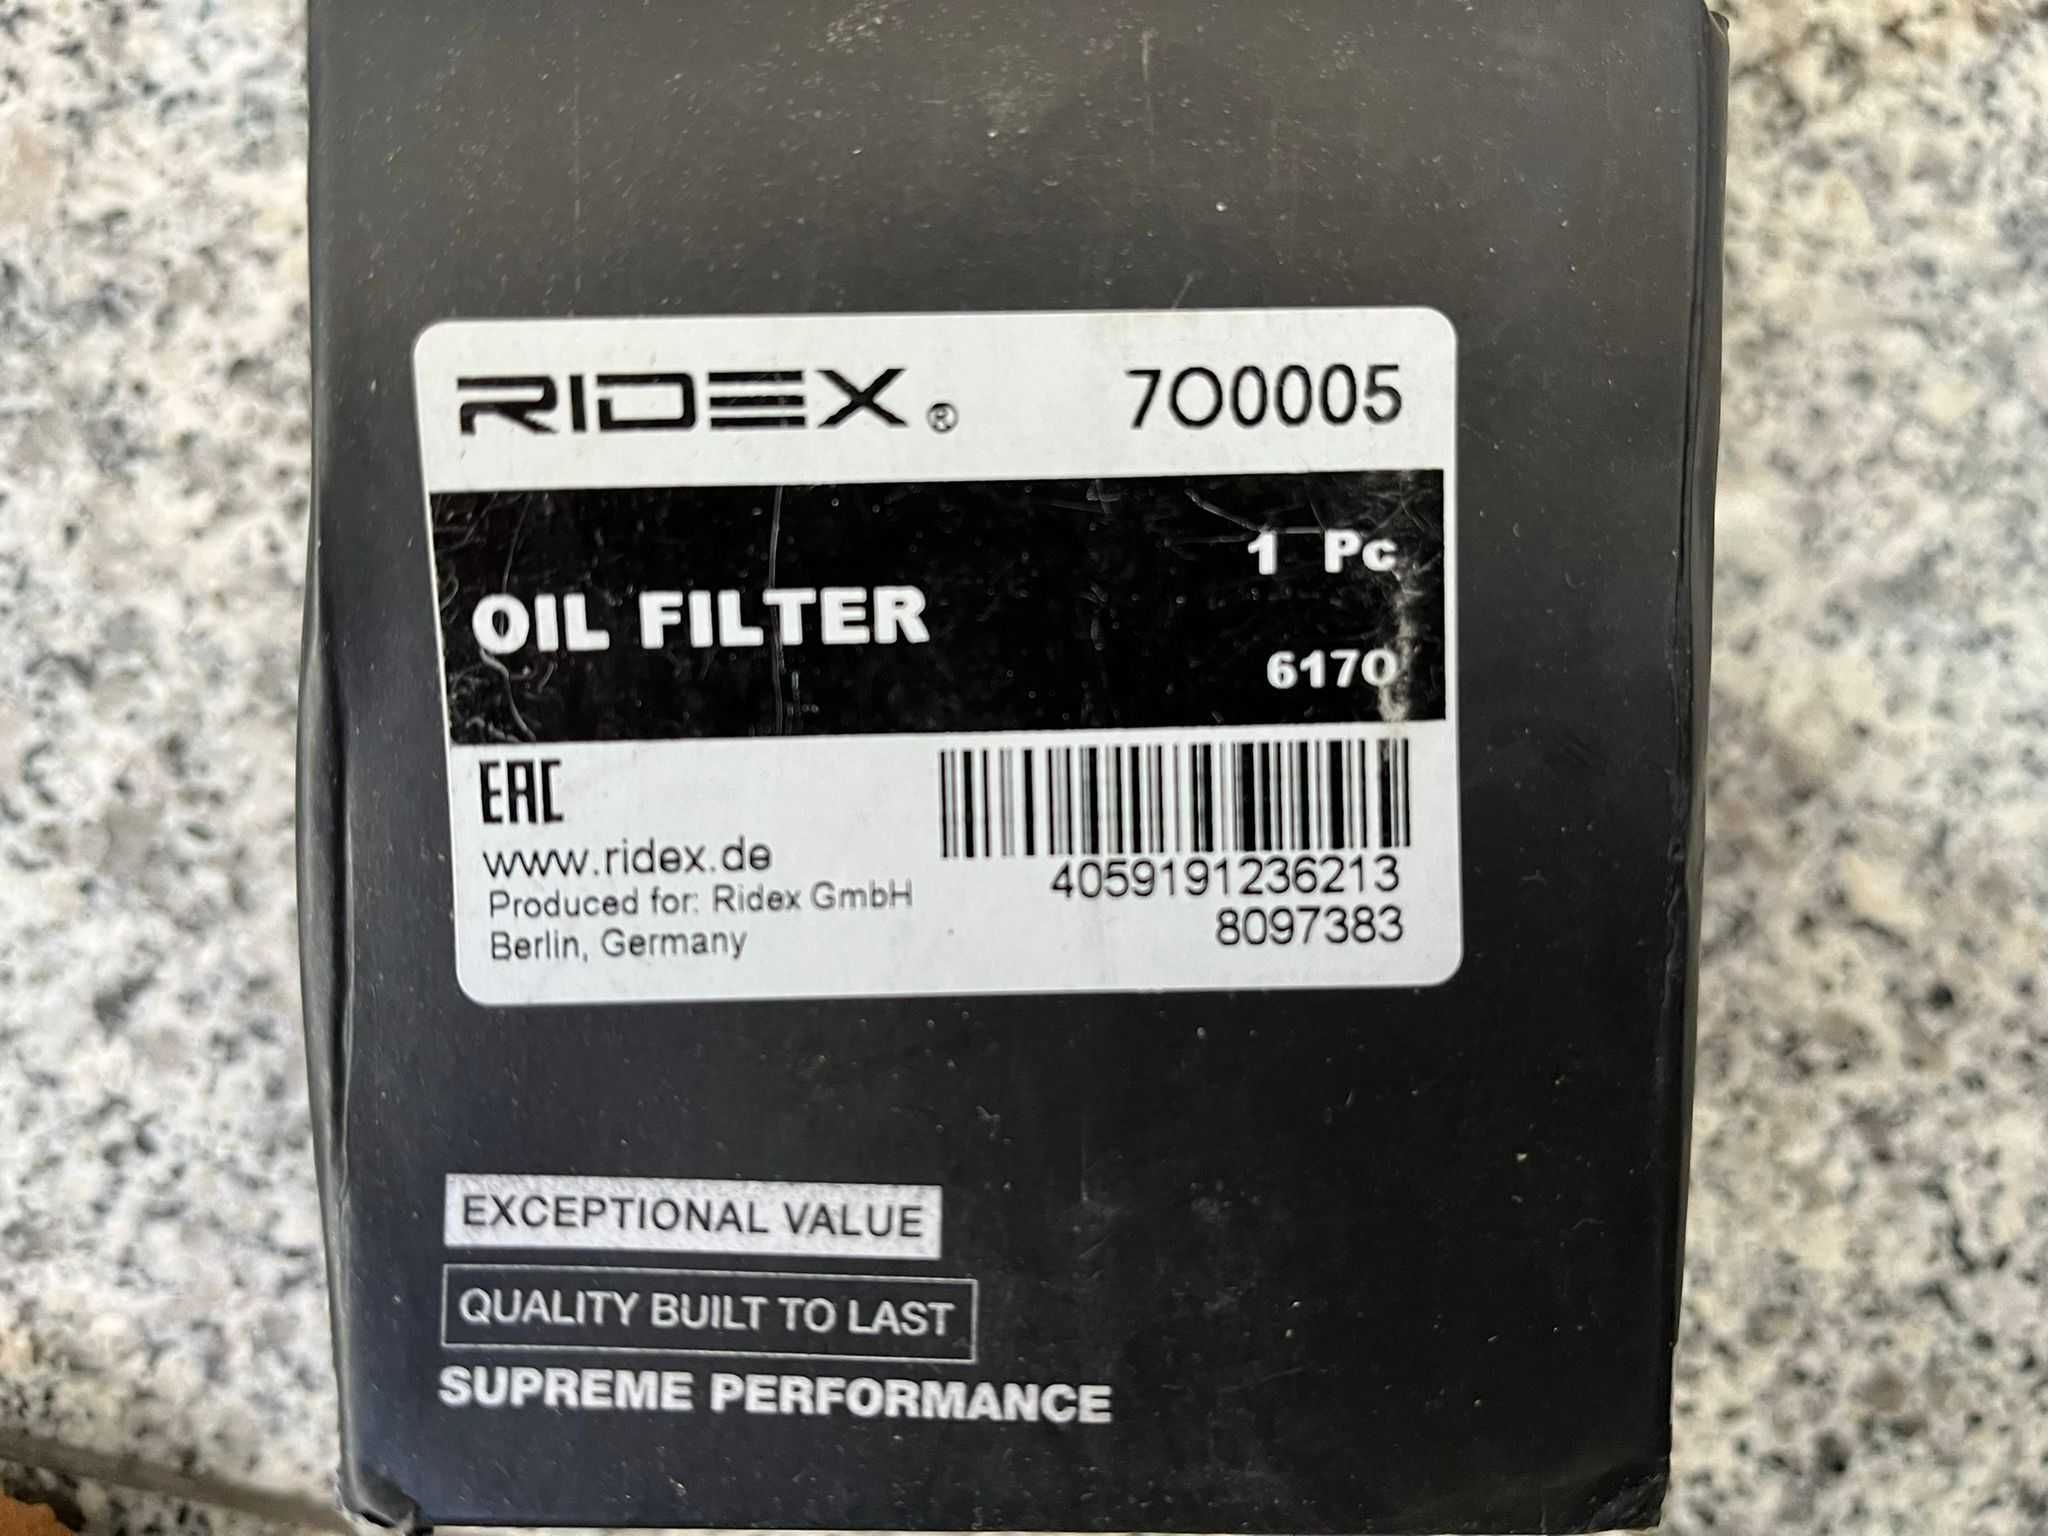 RIDEX® 7O0005
1 Pc
OIL FILTER
6170
EAC
www.ridex.de
Produced for: Ridex GmbH
Berlin, Germany
4059191236213
8097383
EXCEPTIONAL VALUE
QUALITY BUILT TO LAST
SUPREME PERFORMANCE